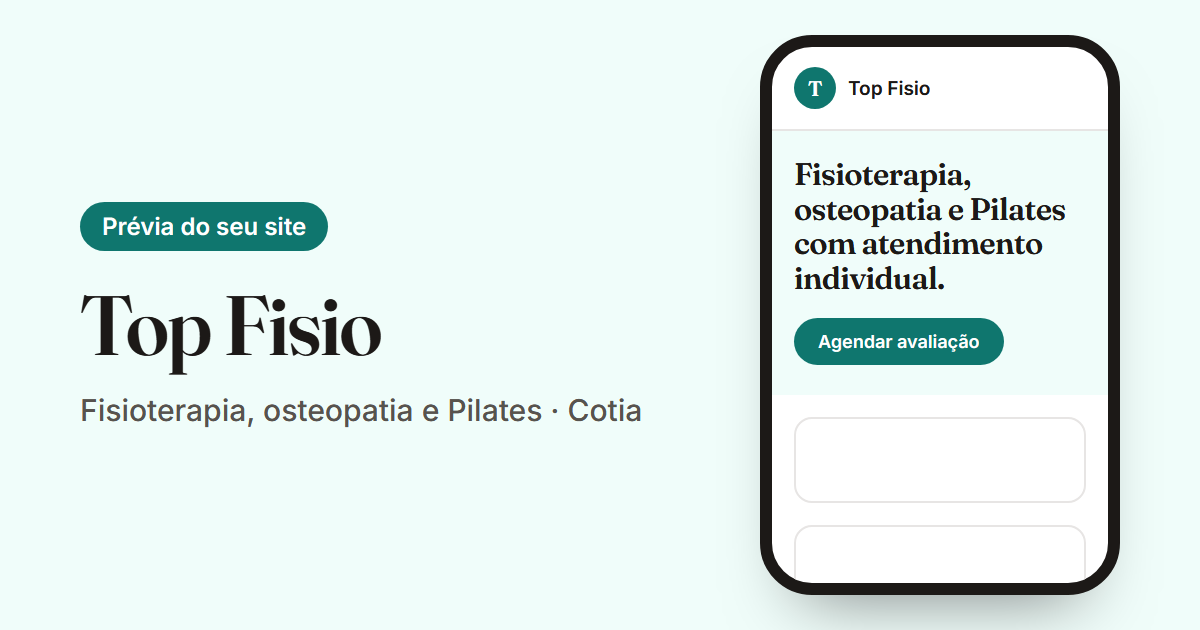 Prévia do seu site
Top Fisio
Fisioterapia, osteopatia e Pilates · Cotia
T
Top Fisio
Fisioterapia,
osteopatia e Pilates
com atendimento
individual.
Agendar avaliação